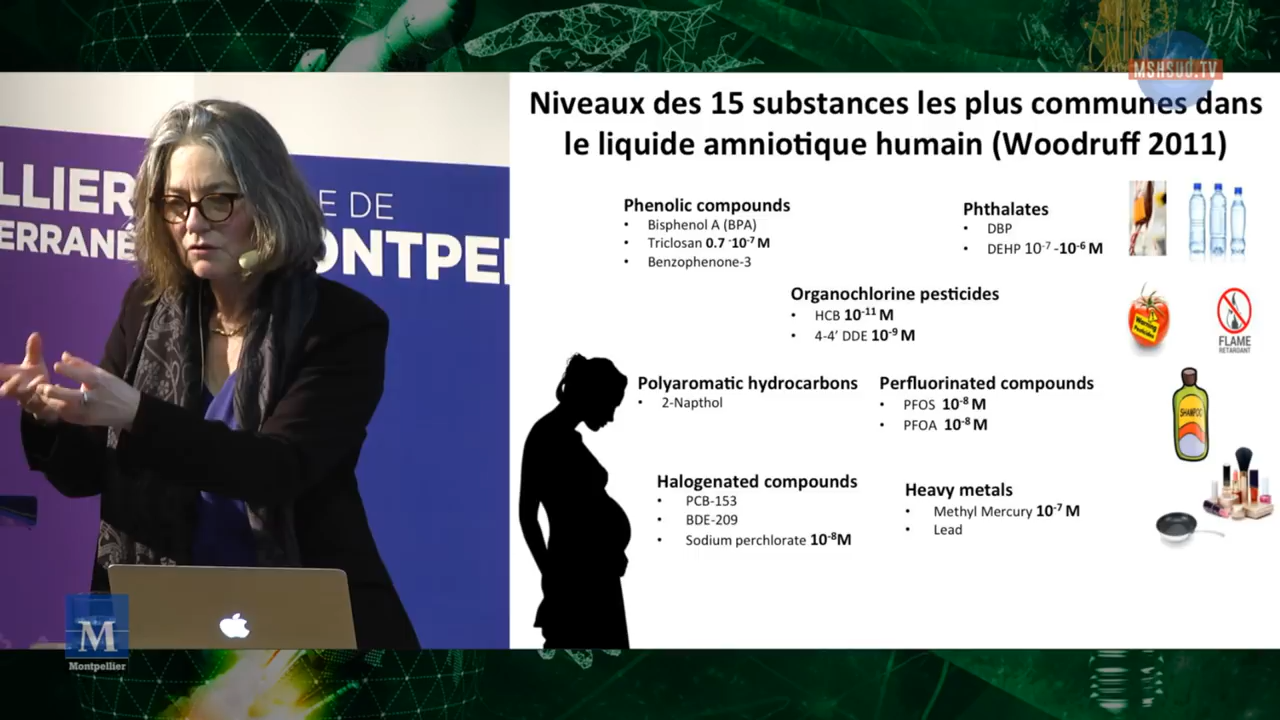 MSHSUD.TV
Niveaux des 15 substances les plus communes dans
le liquide amniotique humain (Woodruff 2011)
LLIER
ERRANÉ
E DE
ONTPE
Phenolic compounds
• Bisphenol A (BPA)
• Triclosan 0.7 10⁻⁷ M
• Benzophenone-3
Phthalates
• DBP
• DEHP 10⁻⁷ -10⁻⁶ M
Organochlorine pesticides
• HCB 10⁻¹¹ M
• 4-4' DDE 10⁻⁹ M
Warning
Pesticides
FLAME
RETARDANT
Polyaromatic hydrocarbons
• 2-Napthol
Perfluorinated compounds
• PFOS 10⁻⁸ M
• PFOA 10⁻⁸ M
SHAMPOO
Halogenated compounds
• PCB-153
• BDE-209
• Sodium perchlorate 10⁻⁸M
Heavy metals
• Methyl Mercury 10⁻⁷ M
• Lead
M
Montpellier